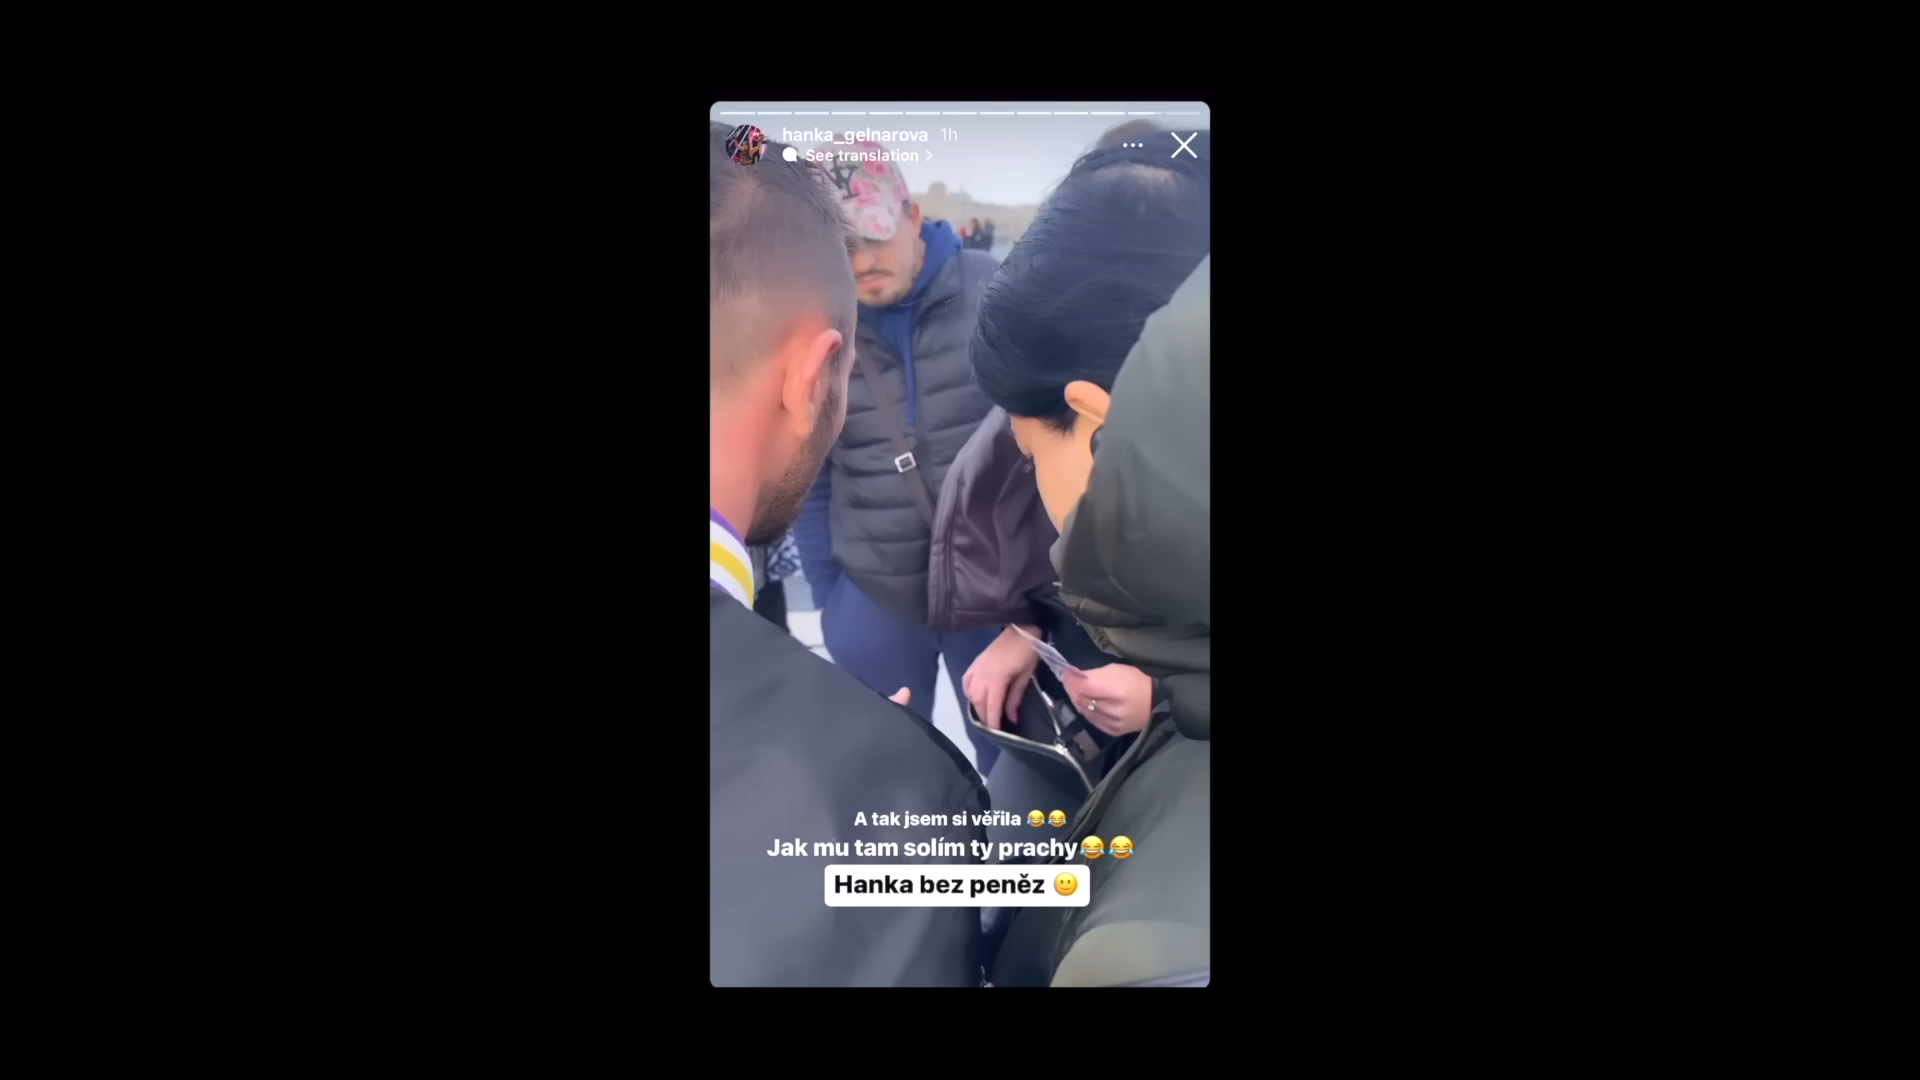 hanka_gelnarova 1h
See translation >
A tak jsem si věřila 😂😂
Jak mu tam solím ty prachy😂😂
Hanka bez peněz 🙂